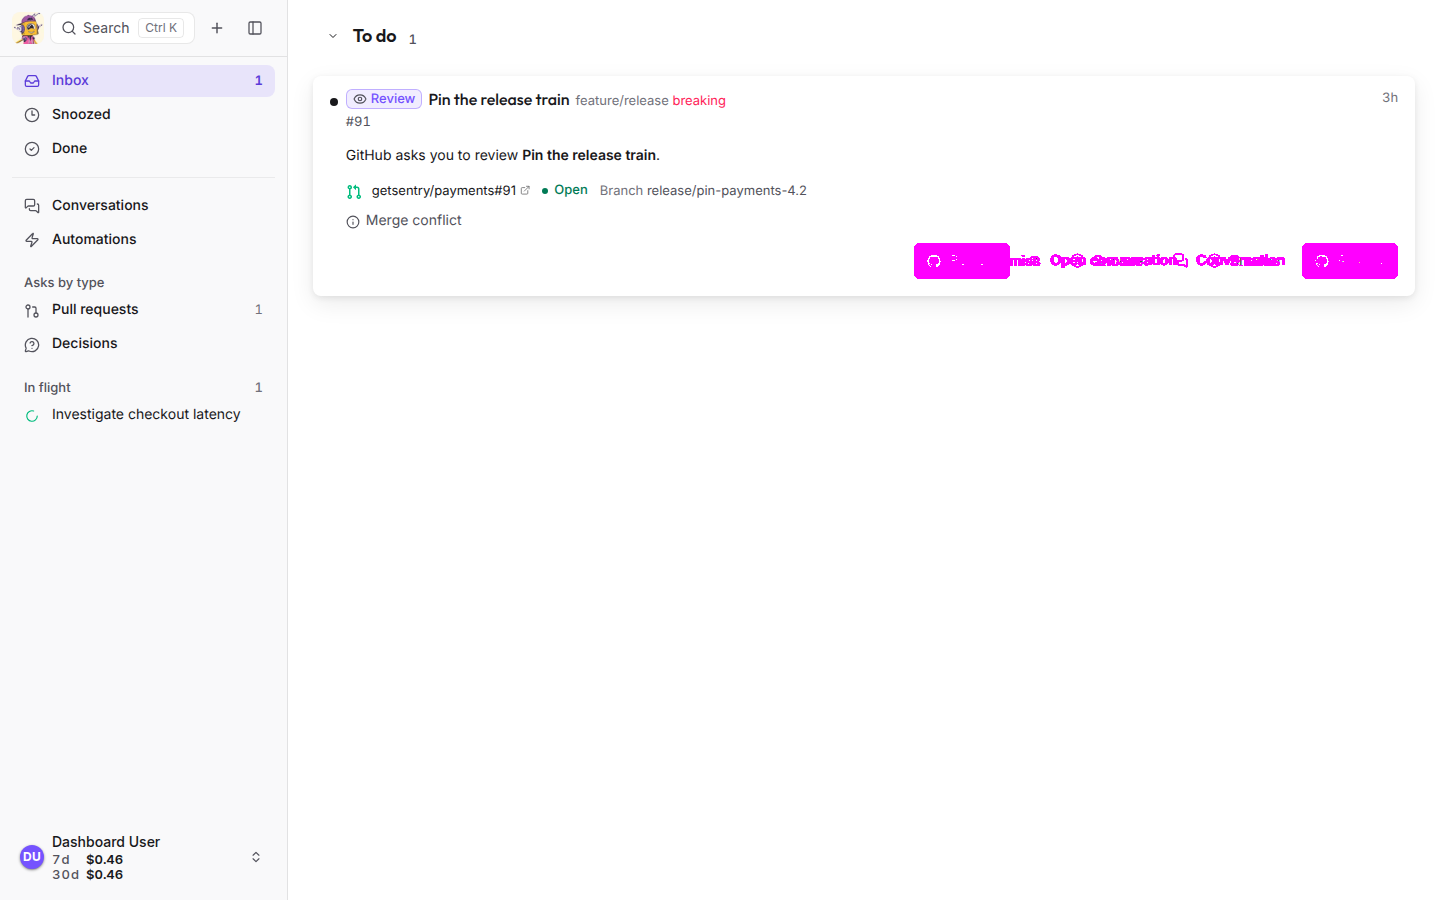 Search Ctrl K
Inbox 1
Snoozed
Done
Conversations
Automations
Asks by type
Pull requests 1
Decisions
In flight 1
Investigate checkout latency
DU Dashboard User
7d $0.46
30d $0.46
To do 1
Review Pin the release train feature/release breaking 3h
#91
GitHub asks you to review Pin the release train.
getsentry/payments#91 Open Branch release/pin-payments-4.2
Merge conflict
Open